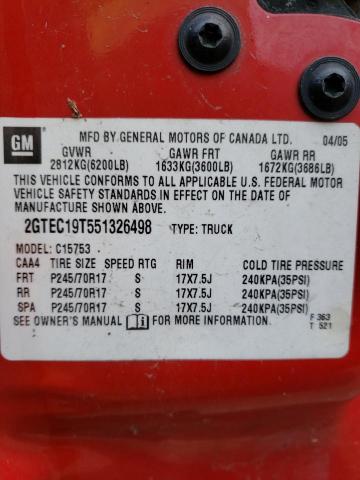 GM
MFD BY GENERAL MOTORS OF CANADA LTD. 04/05
GVWR GAWR FRT GAWR RR
2812KG(6200LB) 1633KG(3600LB) 1672KG(3686LB)
THIS VEHICLE CONFORMS TO ALL APPLICABLE U.S. FEDERAL MOTOR
VEHICLE SAFETY STANDARDS IN EFFECT ON THE DATE OF
MANUFACTURE SHOWN ABOVE.
2GTEC19T551326498 TYPE: TRUCK
MODEL: C15753
CAA4 TIRE SIZE SPEED RTG RIM COLD TIRE PRESSURE
FRT P245/70R17 S 17X7.5J 240KPA(35PSI)
RR P245/70R17 S 17X7.5J 240KPA(35PSI)
SPA P245/70R17 S 17X7.5J 240KPA(35PSI)
SEE OWNER'S MANUAL FOR MORE INFORMATION.
F 363
T 521